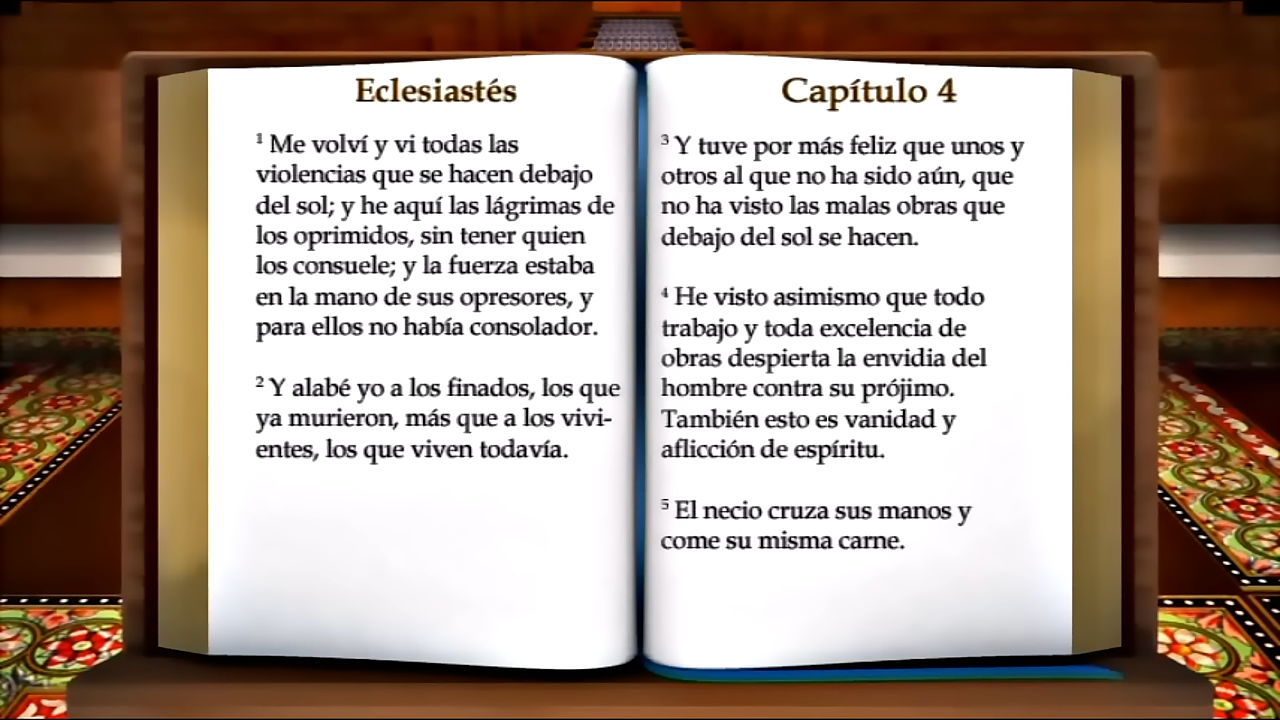 Eclesiastés
¹ Me volví y vi todas las
violencias que se hacen debajo
del sol; y he aquí las lágrimas de
los oprimidos, sin tener quien
los consuele; y la fuerza estaba
en la mano de sus opresores, y
para ellos no había consolador.
² Y alabé yo a los finados, los que
ya murieron, más que a los vivi-
entes, los que viven todavía.
Capítulo 4
³ Y tuve por más feliz que unos y
otros al que no ha sido aún, que
no ha visto las malas obras que
debajo del sol se hacen.
⁴ He visto asimismo que todo
trabajo y toda excelencia de
obras despierta la envidia del
hombre contra su prójimo.
También esto es vanidad y
aflicción de espíritu.
⁵ El necio cruza sus manos y
come su misma carne.